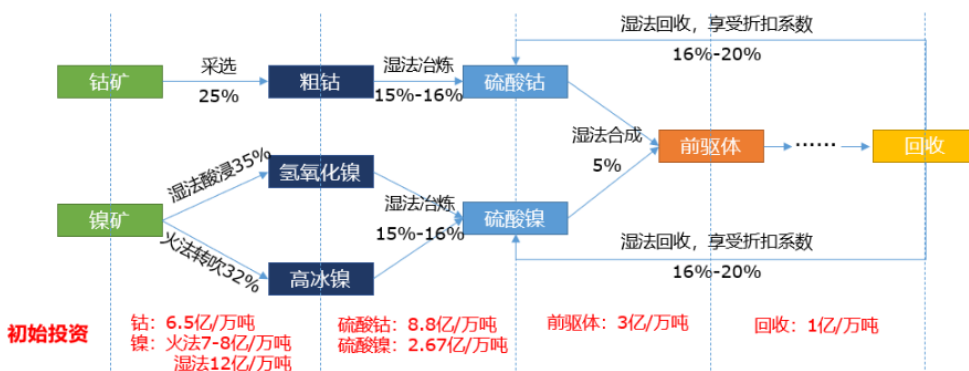 湿法回收，享受折扣系数
16%-20%
采选
湿法冶炼
钴矿
粗钴
硫酸钴
25%
15%-16%
湿法合成
5%
前驱体
……
回收
湿法酸浸35%
氢氧化镍
湿法冶炼
15%-16%
镍矿
硫酸镍
火法转吹32%
高冰镍
湿法回收，享受折扣系数
16%-20%
初始投资
钴：6.5亿/万吨
镍：火法7-8亿/万吨
湿法12亿/万吨
硫酸钴：8.8亿/万吨
硫酸镍：2.67亿/万吨
前驱体：3亿/万吨
回收：1亿/万吨